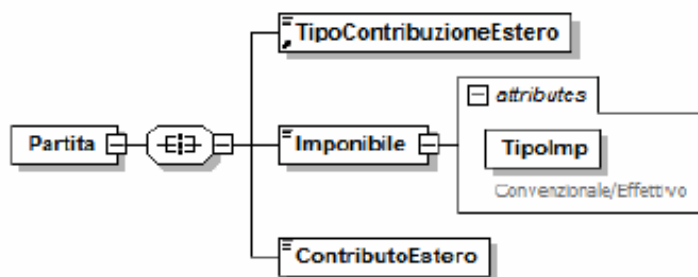 TipoContribuzioneEstero
attributes
Partita
Imponibile
TipoImp
Convenzionale/Effettivo
ContributoEstero